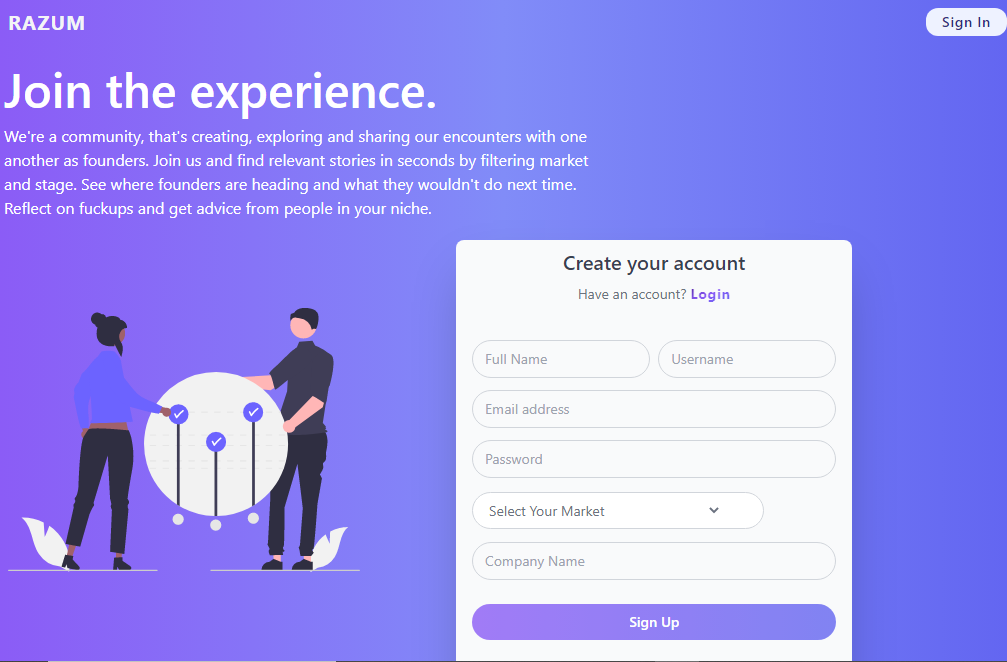 RAZUM
Sign In
Join the experience.
We're a community, that's creating, exploring and sharing our encounters with one
another as founders. Join us and find relevant stories in seconds by filtering market
and stage. See where founders are heading and what they wouldn't do next time.
Reflect on fuckups and get advice from people in your niche.
Create your account
Have an account? Login
Full Name
Username
Email address
Password
Select Your Market
Company Name
Sign Up